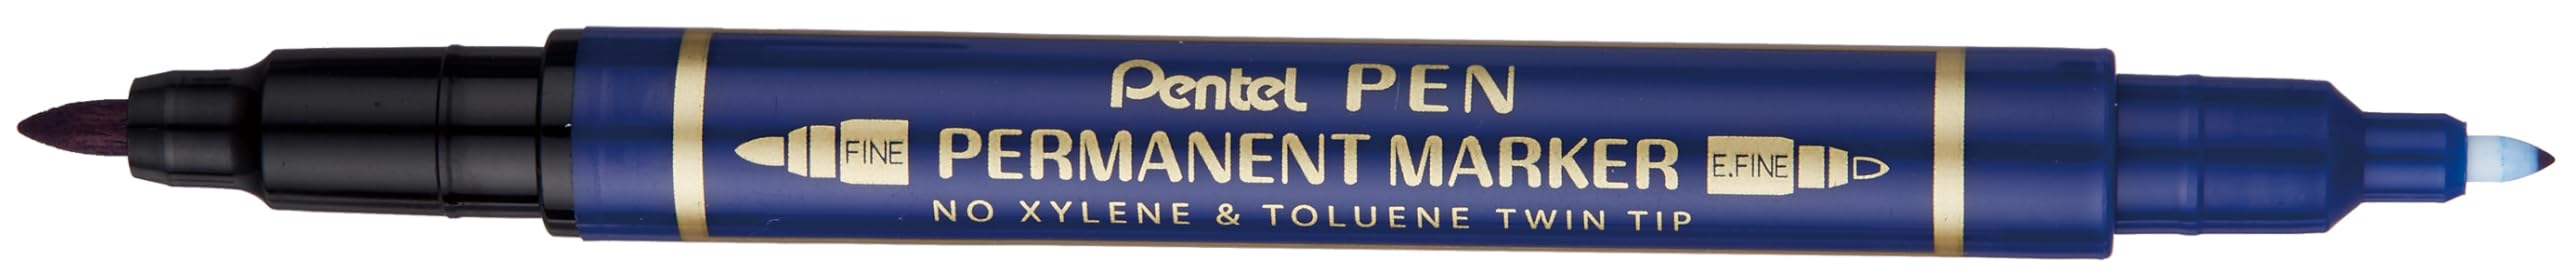 Pentel PEN
FINE PERMANENT MARKER E.FINE
NO XYLENE & TOLUENE TWIN TIP